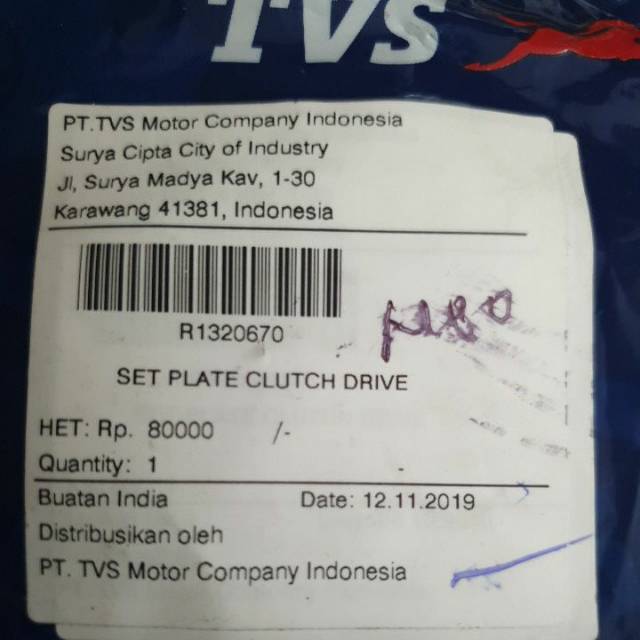 TVS
PT.TVS Motor Company Indonesia
Surya Cipta City of Industry
Jl, Surya Madya Kav, 1-30
Karawang 41381, Indonesia
R1320670
SET PLATE CLUTCH DRIVE
HET: Rp. 80000 /-
Quantity: 1
Buatan India Date: 12.11.2019
Distribusikan oleh
PT. TVS Motor Company Indonesia